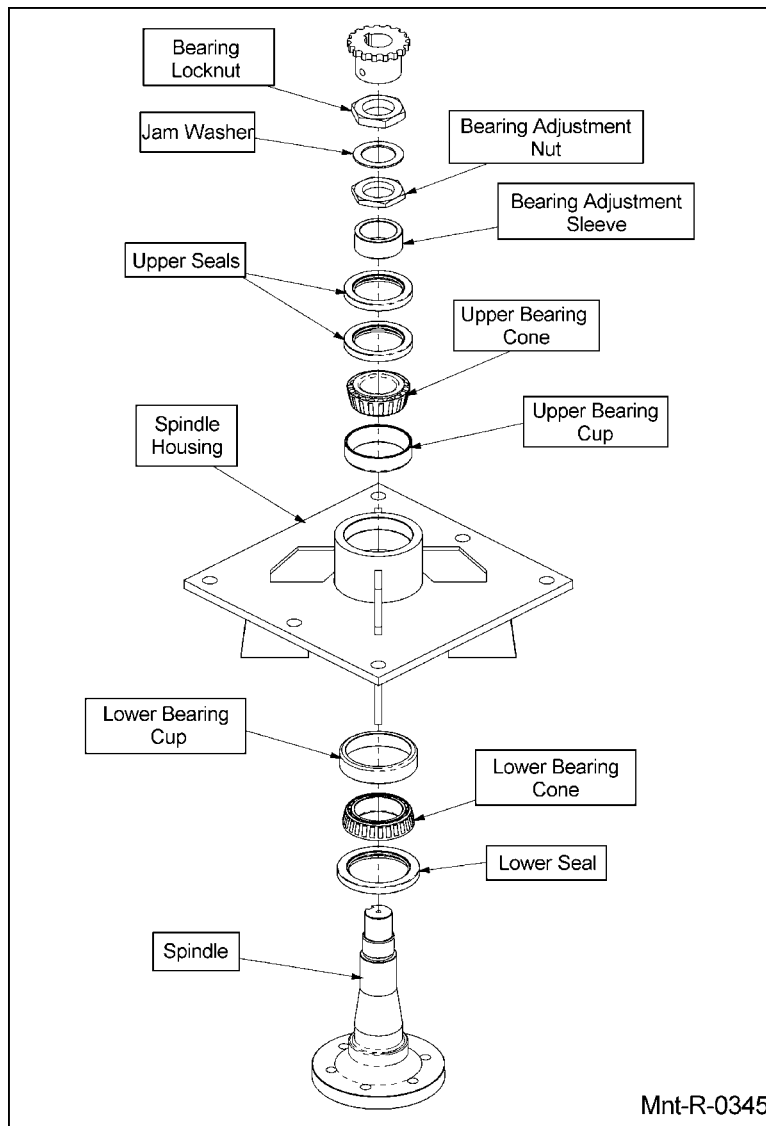 Bearing
Locknut
Jam Washer
Bearing Adjustment
Nut
Bearing Adjustment
Sleeve
Upper Seals
Upper Bearing
Cone
Upper Bearing
Cup
Spindle
Housing
Lower Bearing
Cup
Lower Bearing
Cone
Lower Seal
Spindle
Mnt-R-0345